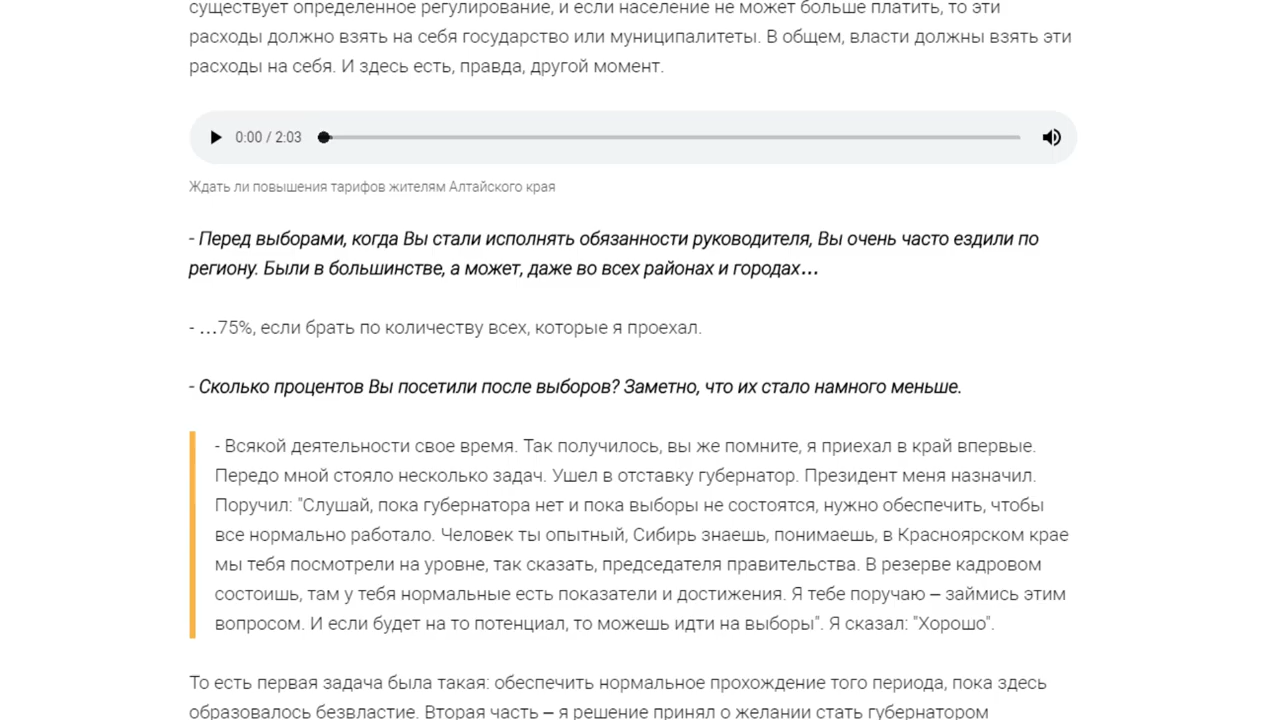 существует определенное регулирование, и если население не может больше платить, то эти
расходы должно взять на себя государство или муниципалитеты. В общем, власти должны взять эти
расходы на себя. И здесь есть, правда, другой момент.
0:00 / 2:03
Ждать ли повышения тарифов жителям Алтайского края
- Перед выборами, когда Вы стали исполнять обязанности руководителя, Вы очень часто ездили по
региону. Были в большинстве, а может, даже во всех районах и городах…
- …75%, если брать по количеству всех, которые я проехал.
- Сколько процентов Вы посетили после выборов? Заметно, что их стало намного меньше.
- Всякой деятельности свое время. Так получилось, вы же помните, я приехал в край впервые.
Передо мной стояло несколько задач. Ушел в отставку губернатор. Президент меня назначил.
Поручил: "Слушай, пока губернатора нет и пока выборы не состоятся, нужно обеспечить, чтобы
все нормально работало. Человек ты опытный, Сибирь знаешь, понимаешь, в Красноярском крае
мы тебя посмотрели на уровне, так сказать, председателя правительства. В резерве кадровом
состоишь, там у тебя нормальные есть показатели и достижения. Я тебе поручаю – займись этим
вопросом. И если будет на то потенциал, то можешь идти на выборы". Я сказал: "Хорошо".
То есть первая задача была такая: обеспечить нормальное прохождение того периода, пока здесь
образовалось безвластие. Вторая часть – я решение принял о желании стать губернатором